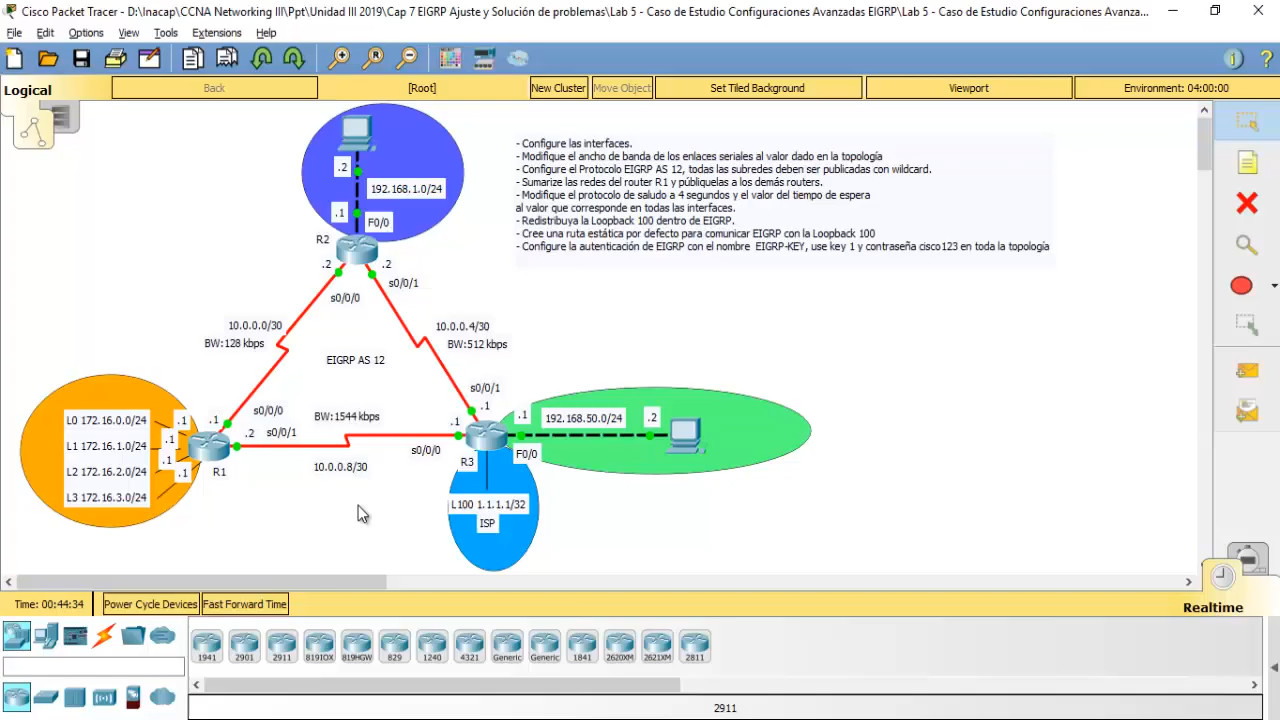 Cisco Packet Tracer - D:\Inacap\CCNA Networking III\Ppt\Unidad III 2019\Cap 7 EIGRP Ajuste y Solución de problemas\Lab 5 - Caso de Estudio Configuraciones Avanzadas EIGRP\Lab 5 - Caso de Estudio Configuraciones Avanza...
File Edit Options View Tools Extensions Help
Logical Back [Root] New Cluster Move Object Set Tiled Background Viewport Environment: 04:00:00
- Configure las interfaces.
- Modifique el ancho de banda de los enlaces seriales al valor dado en la topología
- Configure el Protocolo EIGRP AS 12, todas las subredes deben ser publicadas con wildcard.
- Sumarize las redes del router R1 y públiquelas a los demás routers.
- Modifique el protocolo de saludo a 4 segundos y el valor del tiempo de espera
al valor que corresponde en todas las interfaces.
- Redistribuya la Loopback 100 dentro de EIGRP.
- Cree una ruta estática por defecto para comunicar EIGRP con la Loopback 100
- Configure la autenticación de EIGRP con el nombre EIGRP-KEY, use key 1 y contraseña cisco123 en toda la topología
.2
192.168.1.0/24
.1
F0/0
R2
.2 .2
s0/0/1
s0/0/0
10.0.0.0/30
BW:128 kbps
10.0.0.4/30
BW:512 kbps
EIGRP AS 12
s0/0/1
.1
s0/0/0
.1
BW:1544 kbps
.1
.2 s0/0/1
s0/0/0
10.0.0.8/30
R1
L0 172.16.0.0/24 .1
L1 172.16.1.0/24 .1
L2 172.16.2.0/24 .1
L3 172.16.3.0/24 .1
.1 192.168.50.0/24 .2
F0/0
R3
L100 1.1.1.1/32
ISP
Time: 00:44:34 Power Cycle Devices Fast Forward Time
Realtime
1941 2901 2911 819IOX 819HGW 829 1240 4321 Generic Generic 1841 2620XM 2621XM 2811
2911